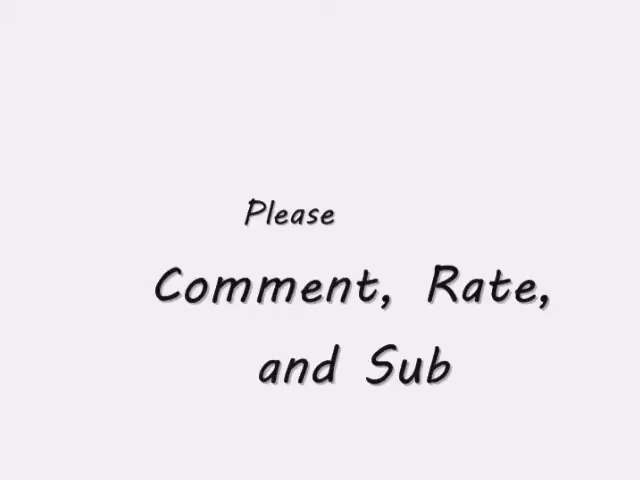 Please
Comment, Rate,
and Sub